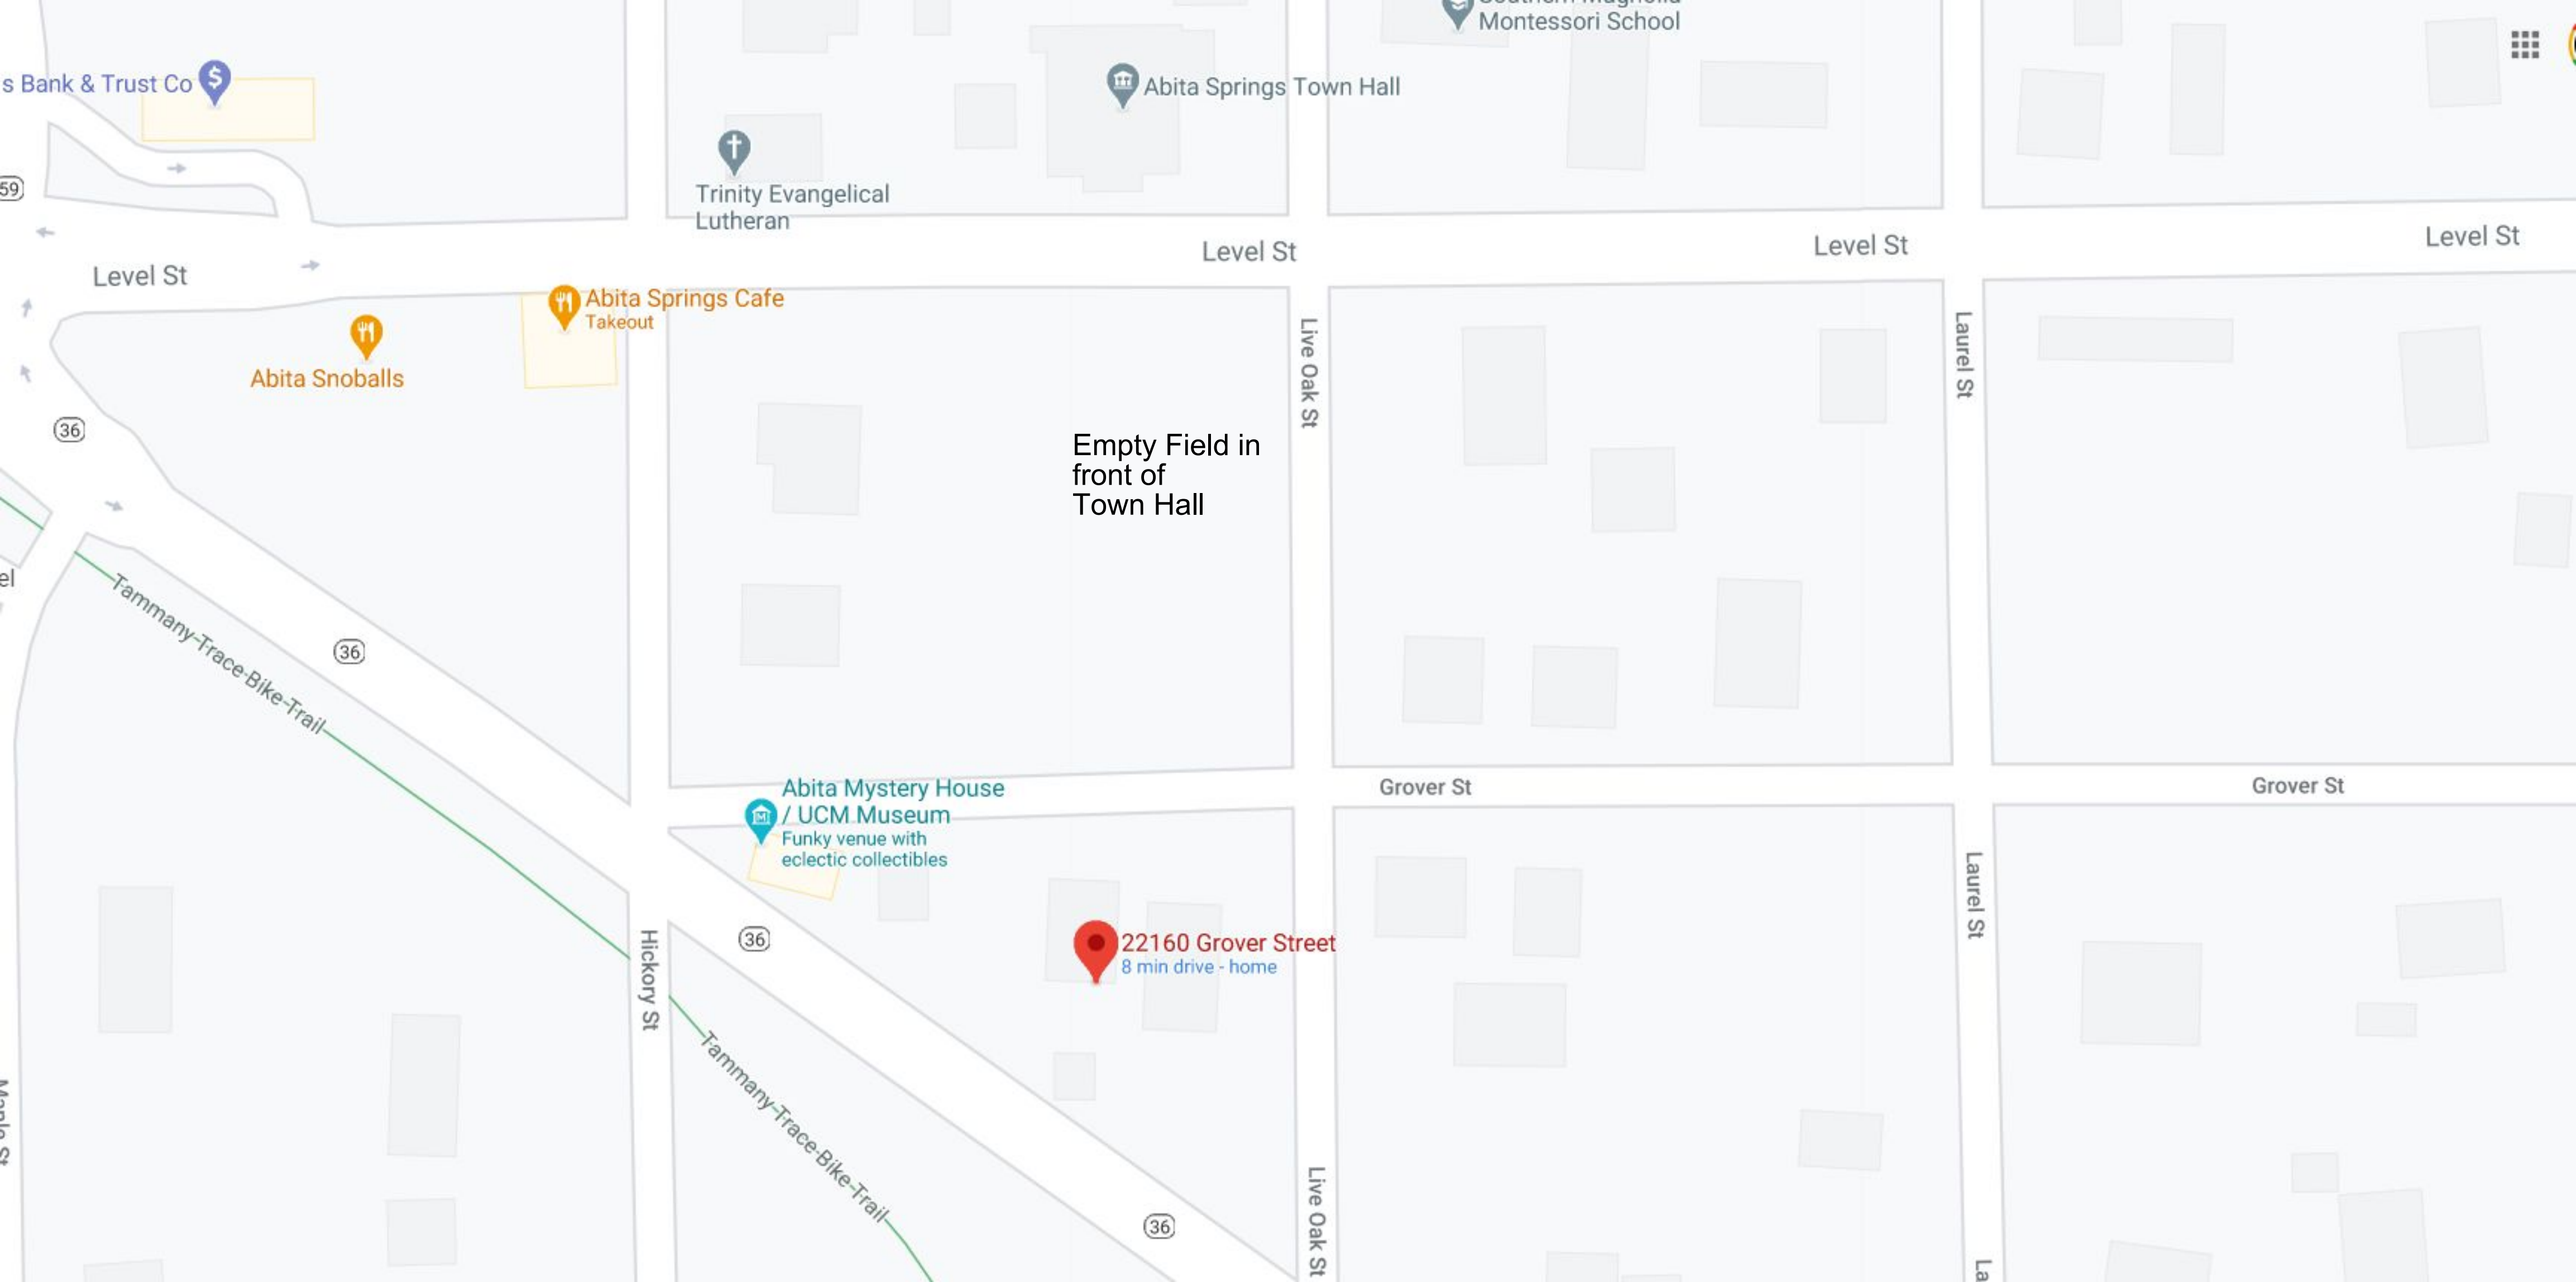 Montessori School
s Bank & Trust Co
Abita Springs Town Hall
59
Trinity Evangelical
Lutheran
Level St
Level St
Level St
Level St
Abita Springs Cafe
Takeout
Abita Snoballs
Live Oak St
Laurel St
36
Empty Field in
front of
Town Hall
el
Tammany Trace Bike Trail
36
Abita Mystery House
/ UCM Museum
Funky venue with
eclectic collectibles
Grover St
Grover St
Laurel St
Hickory St
36
22160 Grover Street
8 min drive - home
Tammany Trace Bike Trail
Maple St
Live Oak St
36
La